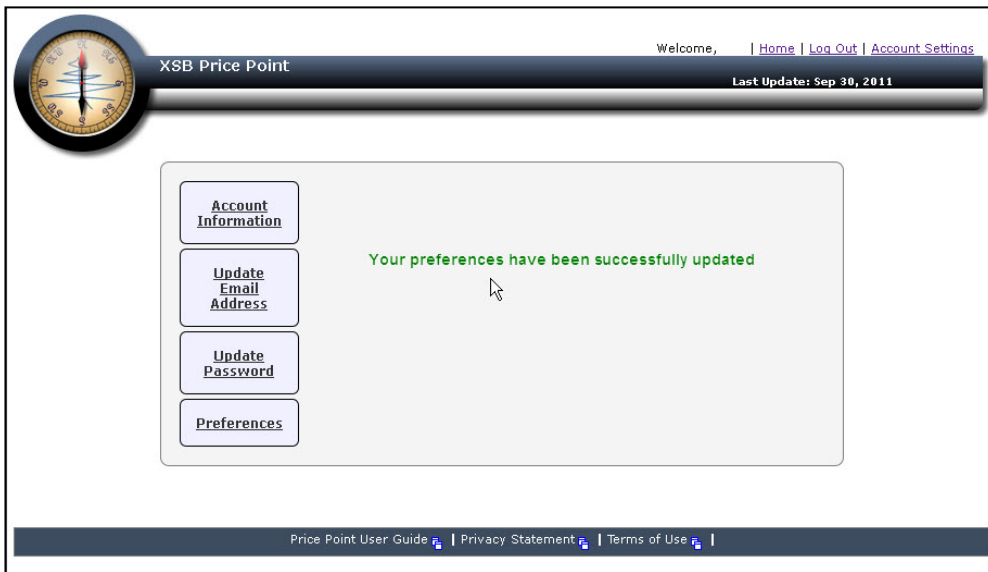 Welcome, | Home | Log Out | Account Settings
XSB Price Point
Last Update: Sep 30, 2011
Account
Information
Update
Email
Address
Update
Password
Preferences
Your preferences have been successfully updated
Price Point User Guide | Privacy Statement | Terms of Use |